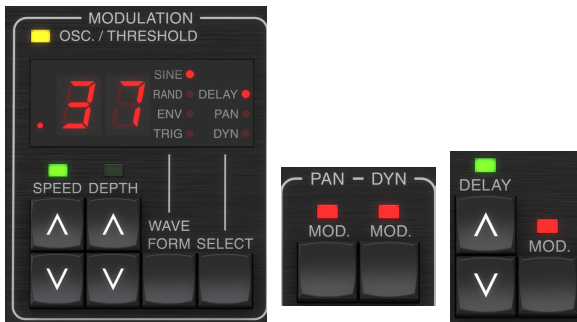 MODULATION
OSC. / THRESHOLD
.37
SINE
RAND DELAY
ENV PAN
TRIG DYN
SPEED DEPTH
WAVE
FORM SELECT
PAN – DYN
MOD. MOD.
DELAY
MOD.